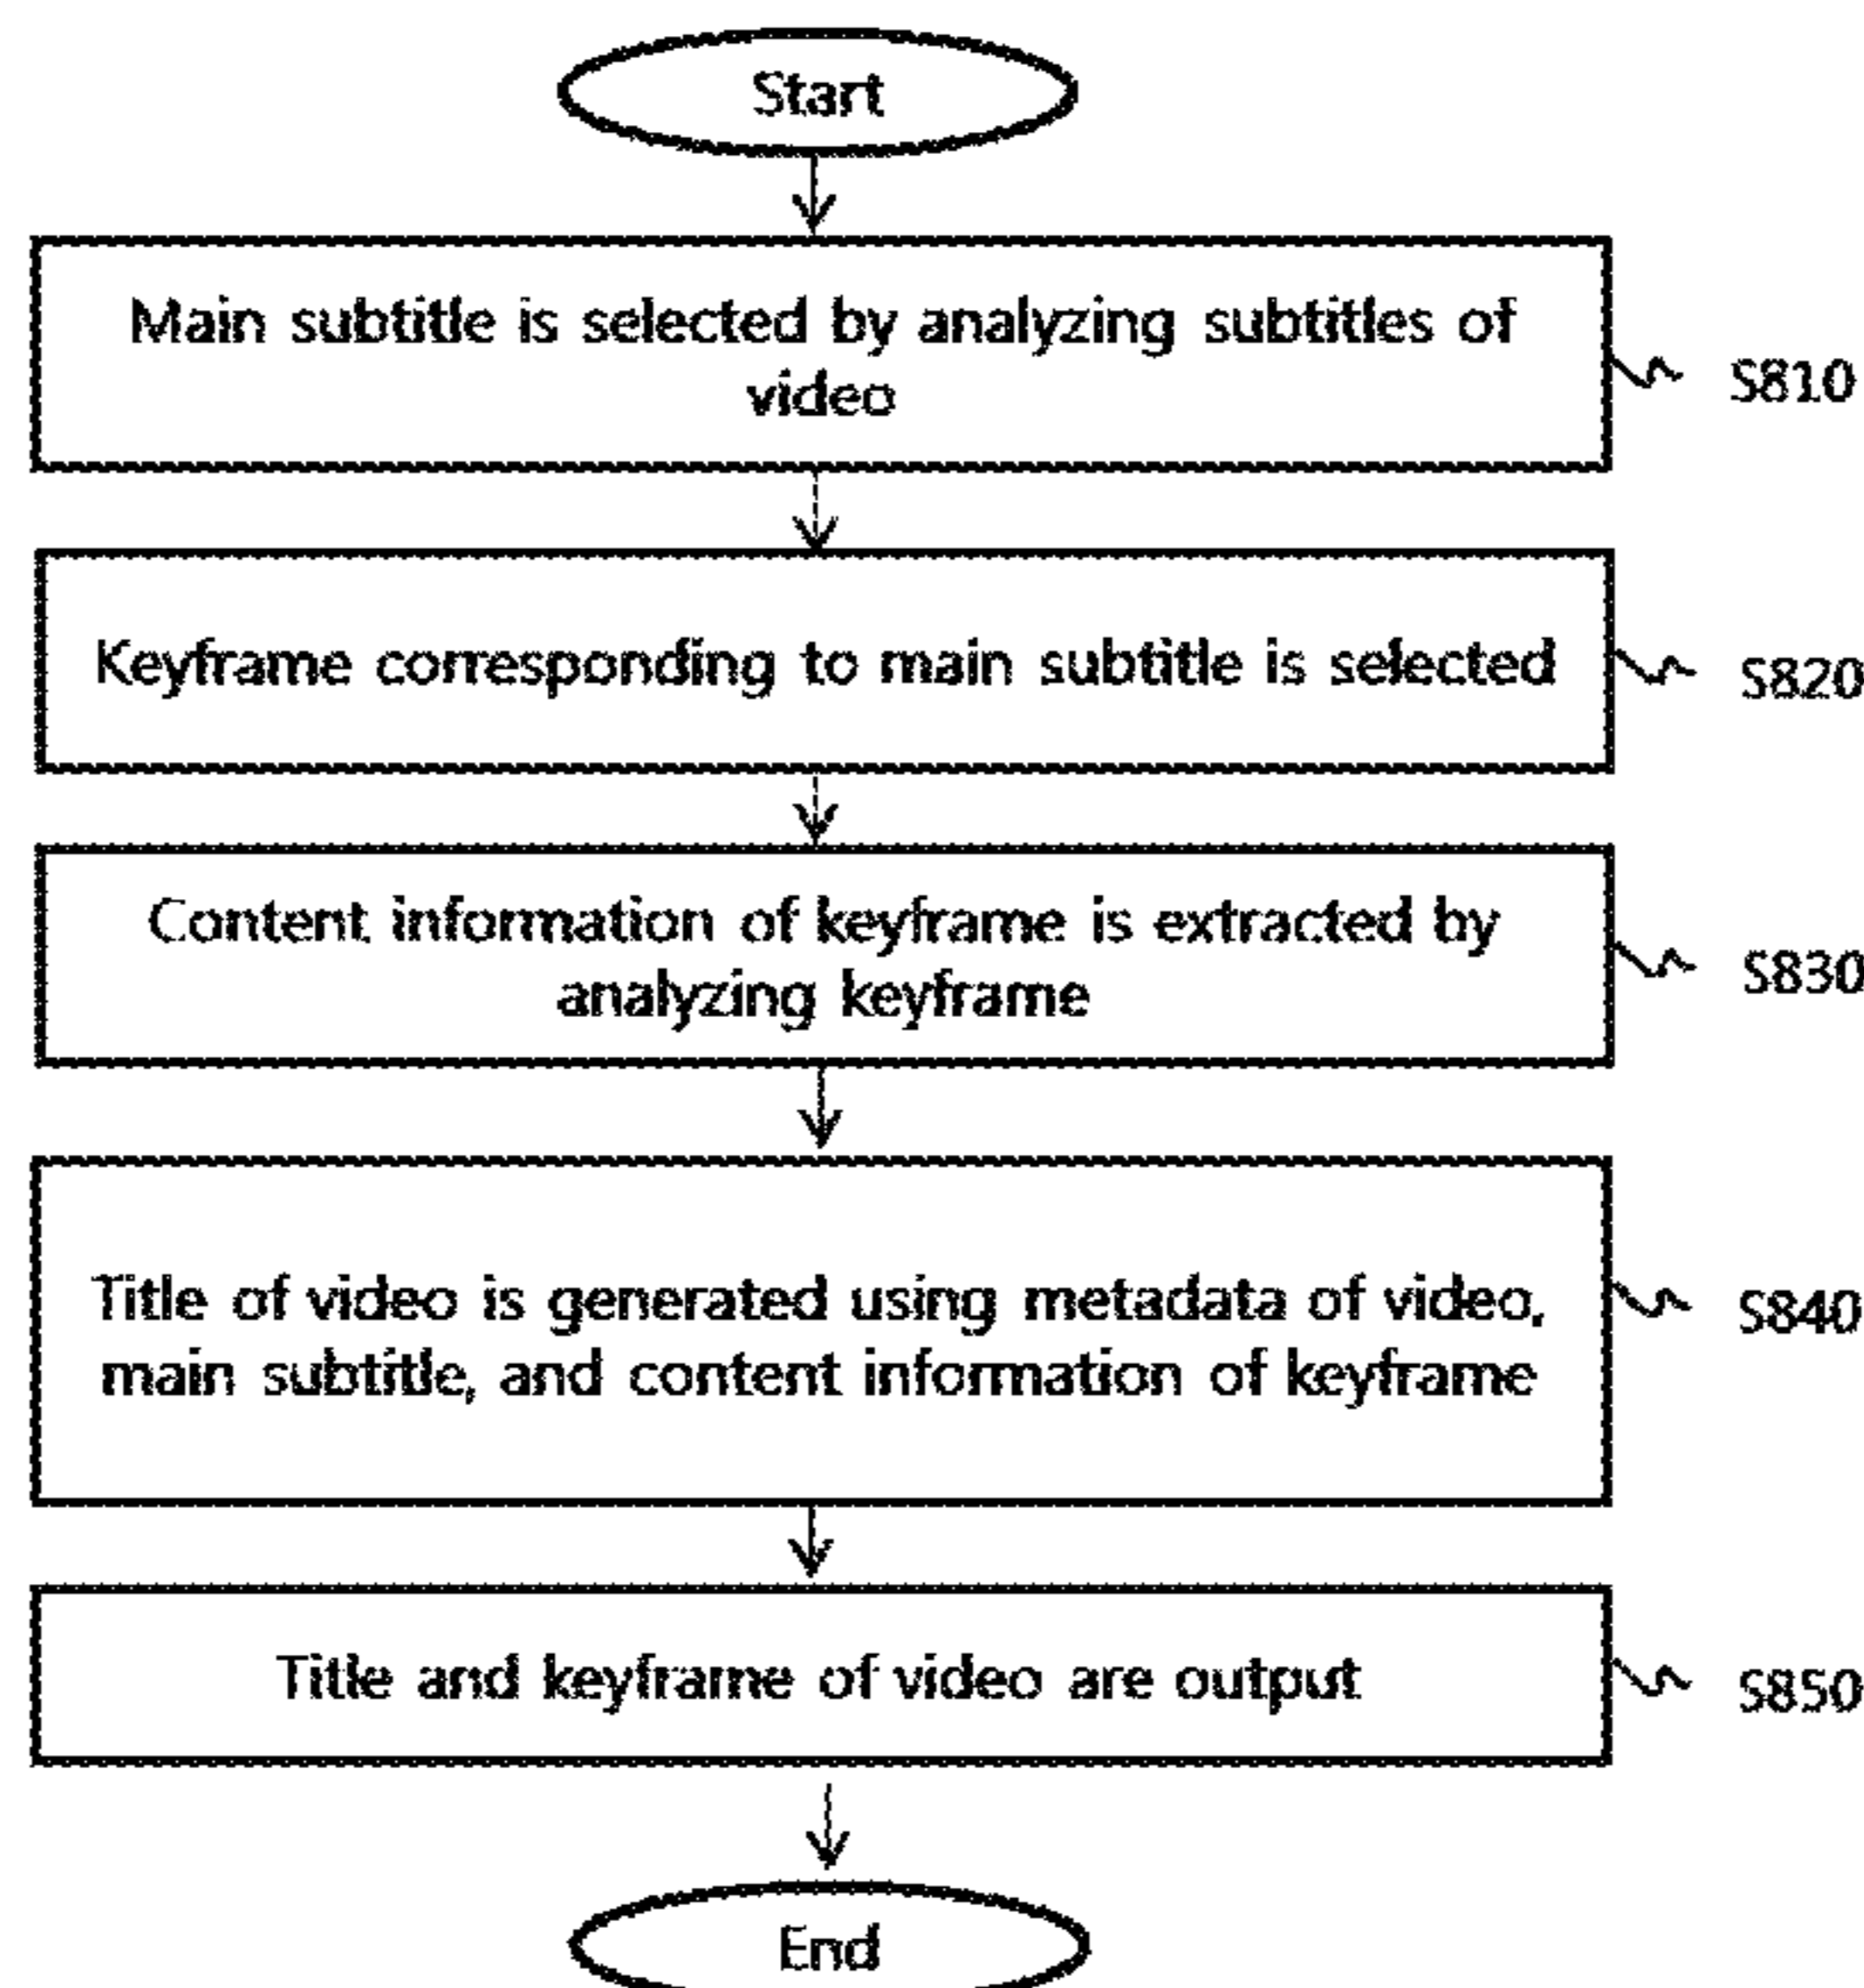 Start
Main subtitle is selected by analyzing subtitles of
video
S810
Keyframe corresponding to main subtitle is selected
S820
Content information of keyframe is extracted by
analyzing keyframe
S830
Title of video is generated using metadata of video,
main subtitle, and content information of keyframe
S840
Title and keyframe of video are output
S850
End